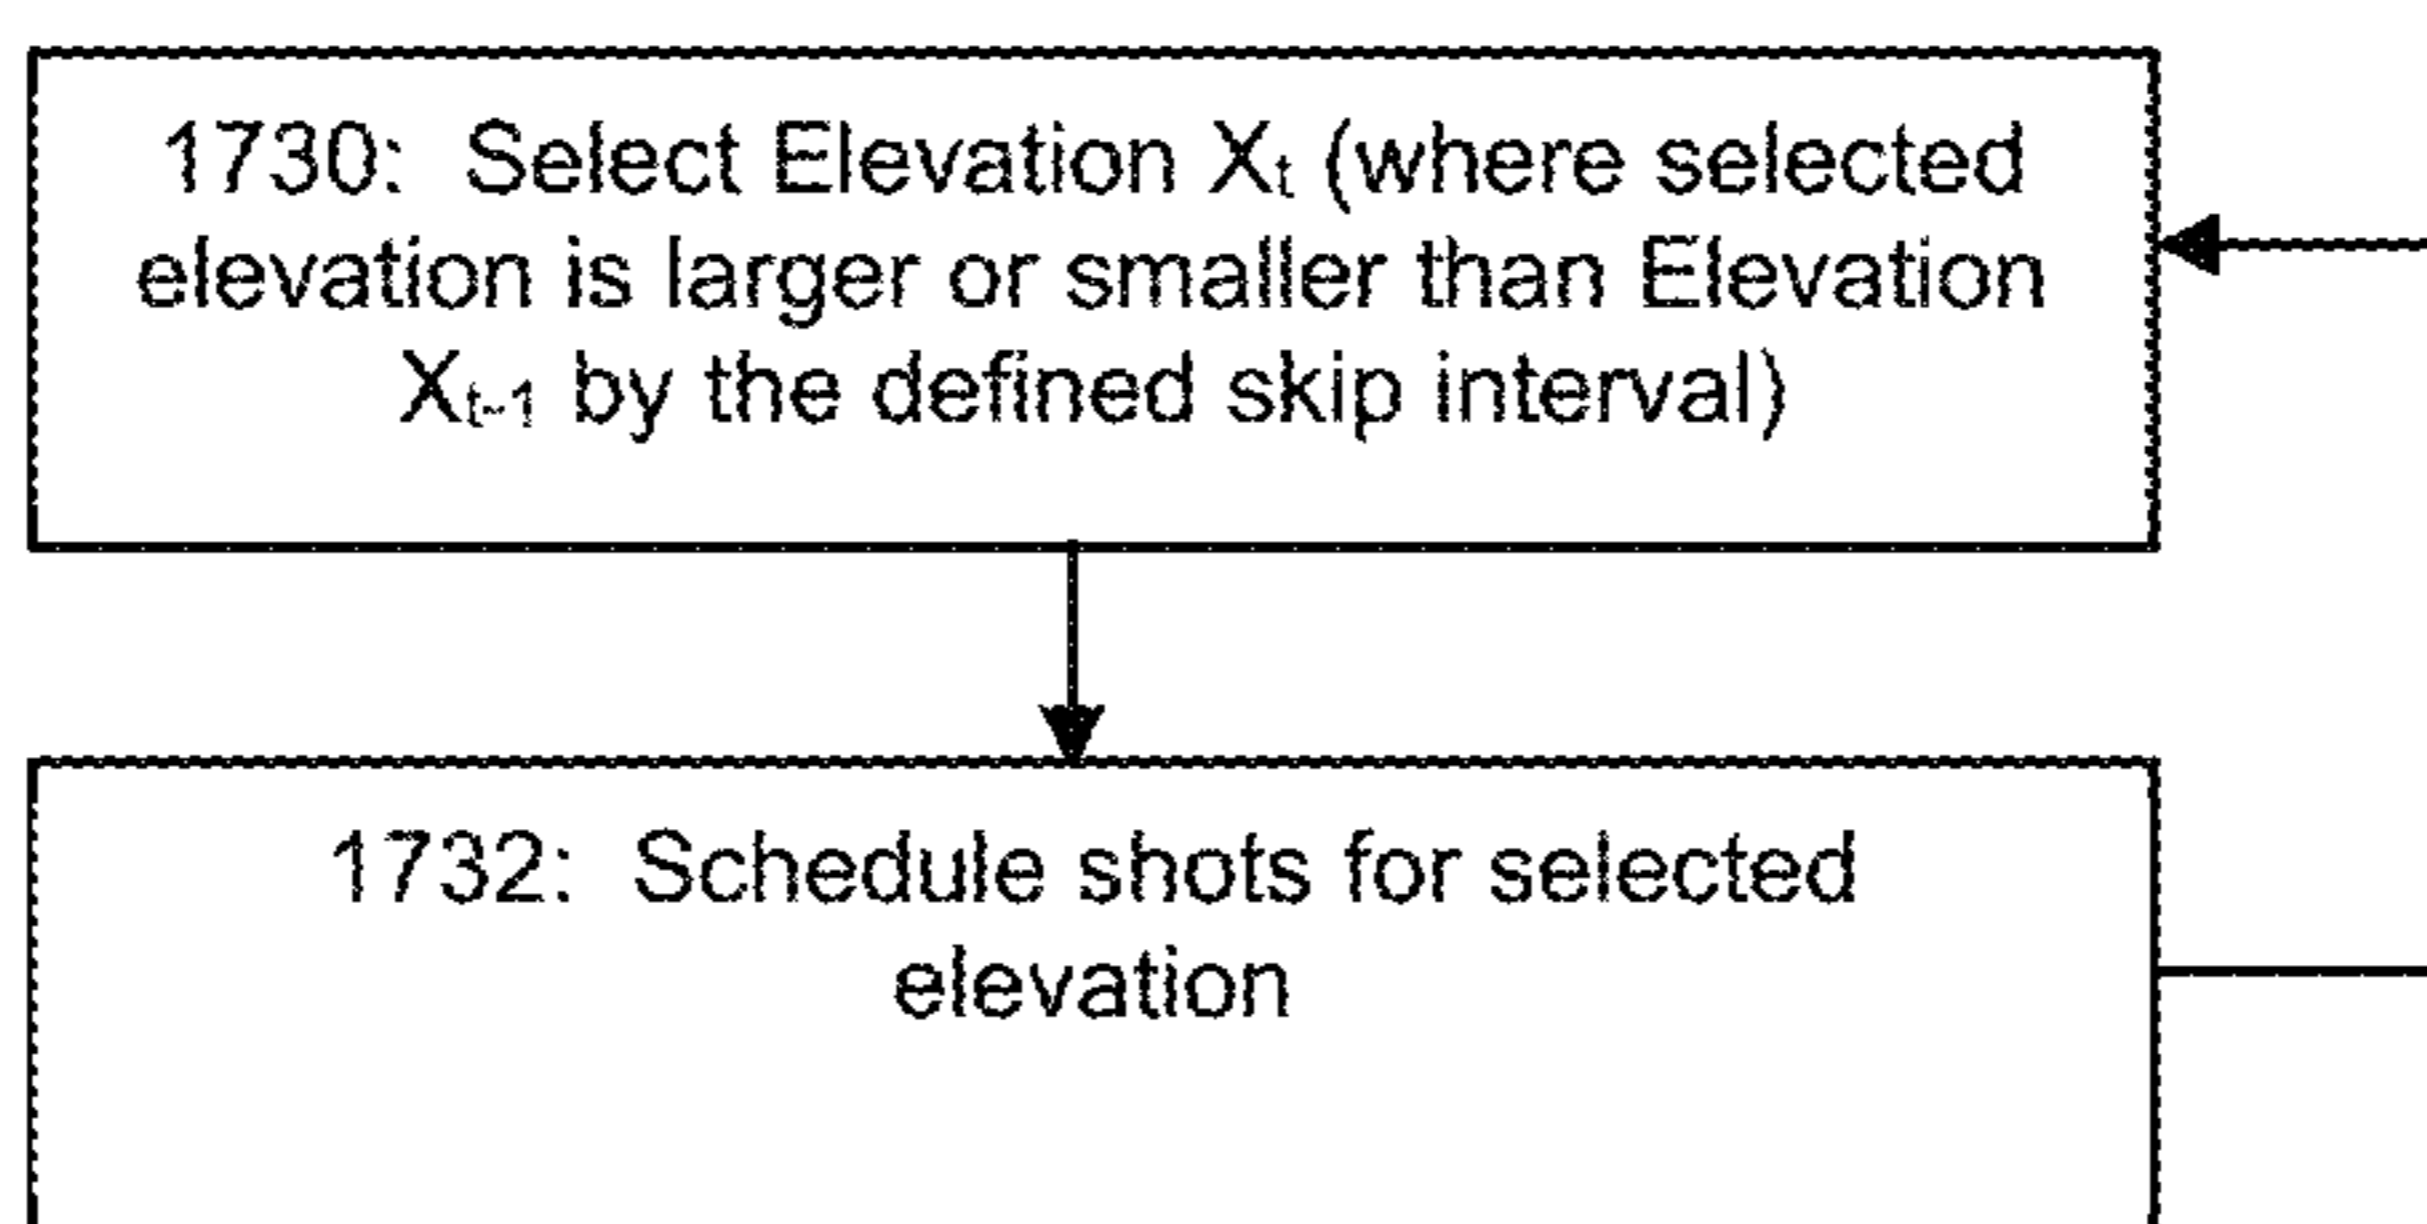 1730: Select Elevation Xₜ (where selected
elevation is larger or smaller than Elevation
Xₜ₋₁ by the defined skip interval)
1732: Schedule shots for selected
elevation